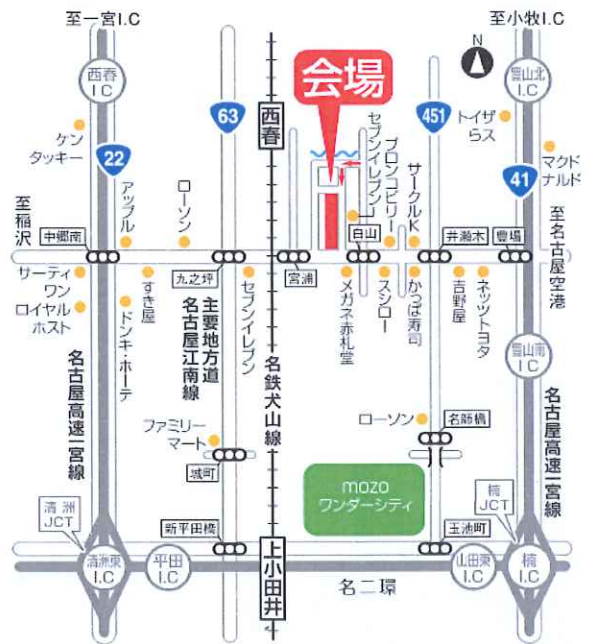 至一宮I.C
至小牧I.C
N
西春
I C
豊山北
I.C
63
西春
会場
451
トイザ
らス
ケン
タッキー
22
セブンイレブン
ブロンコビリー
サークルK
41
マクド
ナルド
至稲沢
アップル
ローソン
中郷南
九之坪
宮浦
白山
井瀬木
豊場
至名古屋空港
サーティ
ワン
ロイヤル
ホスト
すき屋
ドンキ・ホーテ
主要地方道
名古屋江南線
セブンイレブン
メガネ赤札堂
スシロー
かっぱ寿司
吉野屋
ネッツトヨタ
豊山南
I.C
名古屋高速一宮線
名鉄犬山線
名古屋高速一宮線
ファミリー
マート
ローソン
名師橋
城町
mozo
ワンダーシティ
清洲
JCT
楠
JCT
新平田橋
玉池町
清洲東
I.C
平田
I.C
上小田井
名二環
山田東
I.C
楠
I.C